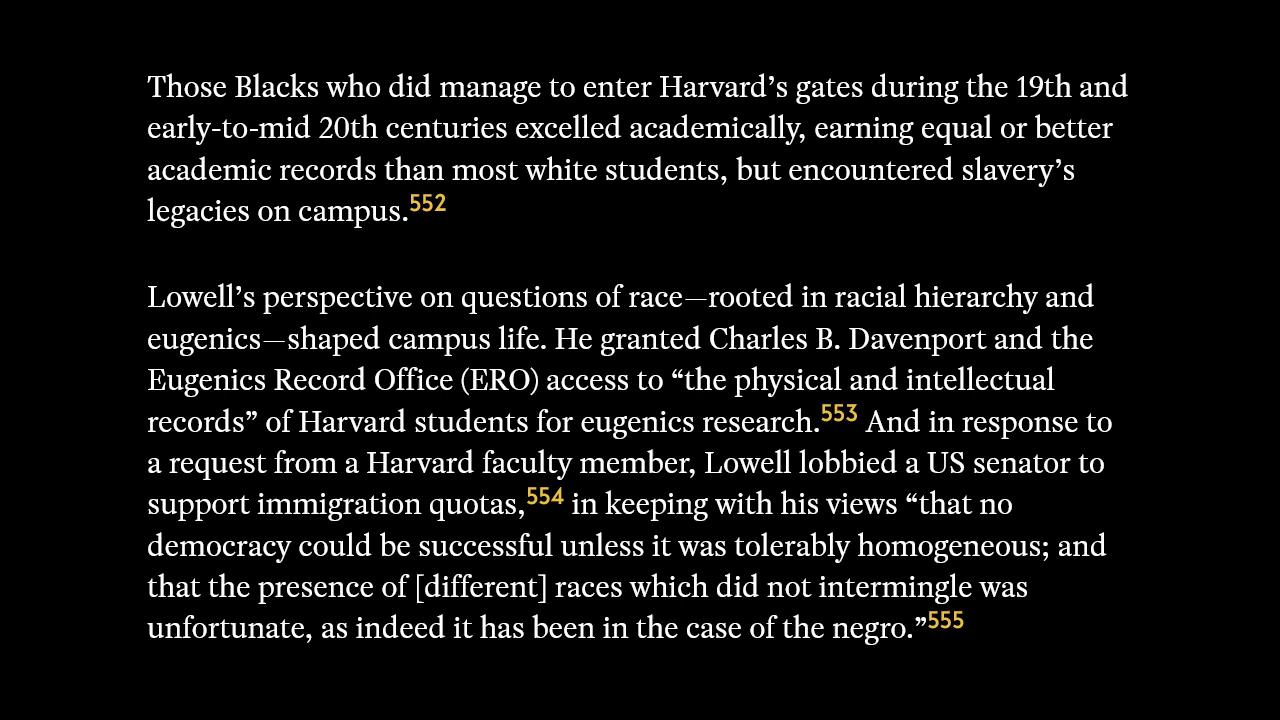 Those Blacks who did manage to enter Harvard’s gates during the 19th and
early-to-mid 20th centuries excelled academically, earning equal or better
academic records than most white students, but encountered slavery’s
legacies on campus.552
Lowell’s perspective on questions of race—rooted in racial hierarchy and
eugenics—shaped campus life. He granted Charles B. Davenport and the
Eugenics Record Office (ERO) access to “the physical and intellectual
records” of Harvard students for eugenics research.553 And in response to
a request from a Harvard faculty member, Lowell lobbied a US senator to
support immigration quotas,554 in keeping with his views “that no
democracy could be successful unless it was tolerably homogeneous; and
that the presence of [different] races which did not intermingle was
unfortunate, as indeed it has been in the case of the negro.”555